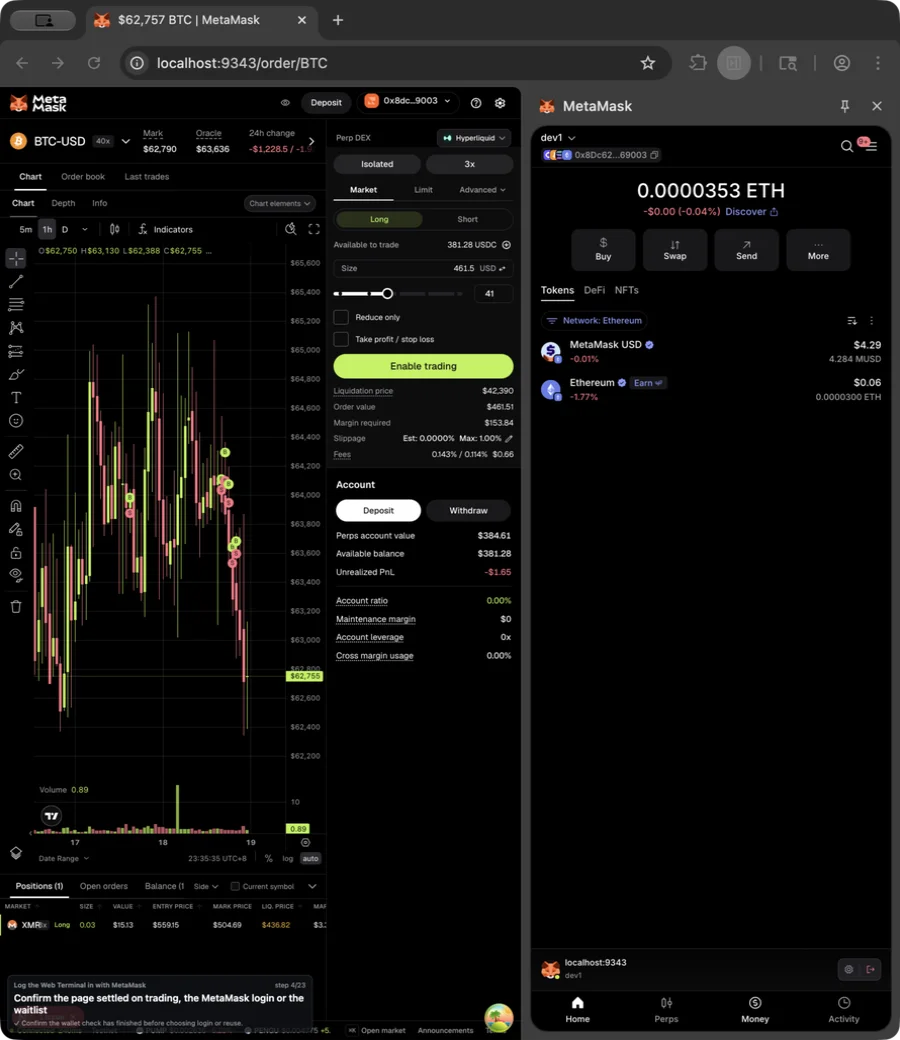 $62,757 BTC | MetaMask
localhost:9343/order/BTC
Meta Mask
Deposit
0x8dc...9003
BTC-USD 40x
Mark
$62,790
Oracle
$63,636
24h change
-$1,228.5 / -1.9
Chart Order book Last trades
Chart Depth Info
Chart elements
5m 1h D
Indicators
O$62,750 H$63,130 L$62,388 C$62,755 ...
$65,600
$65,400
$65,200
$65,000
$64,800
$64,600
$64,400
$64,200
$64,000
$63,800
$63,600
$63,400
$63,200
$63,000
$62,800
$62,755
$62,600
$62,400
$62,200
Volume 0.89
10
0.89
17 18 19
Date Range
23:35:35 UTC+8 % log auto
Positions (1) Open orders Balance (1 Side Current symbol
MARKET SIZE VALUE ENTRY PRICE MARK PRICE LIQ. PRICE MAR
XMR Long 0.03 $15.13 $559.15 $504.69 $436.82
Log the Web Terminal in with MetaMask step 4/23
Confirm the page settled on trading, the MetaMask login or the waitlist
✓ Confirm the wallet check has finished before choosing login or reuse.
Open market Announcements
Perp DEX
Hyperliquid
Isolated 3x
Market Limit Advanced
Long Short
Available to trade 381.28 USDC
Size 461.5 USD
41
Reduce only
Take profit / stop loss
Enable trading
Liquidation price $42,390
Order value $461.51
Margin required $153.84
Slippage Est: 0.0000% Max: 1.00%
Fees 0.143% / 0.114% $0.66
Account
Deposit Withdraw
Perps account value $384.61
Available balance $381.28
Unrealized PnL -$1.65
Account ratio 0.00%
Maintenance margin $0
Account leverage 0x
Cross margin usage 0.00%
MetaMask
dev1
0x8Dc62...69003
9+
0.0000353 ETH
-$0.00 (-0.04%) Discover
Buy Swap Send More
Tokens DeFi NFTs
Network: Ethereum
MetaMask USD $4.29
-0.01% 4.284 MUSD
Ethereum Earn $0.06
-1.77% 0.0000300 ETH
localhost:9343
dev1
Home Perps Money Activity